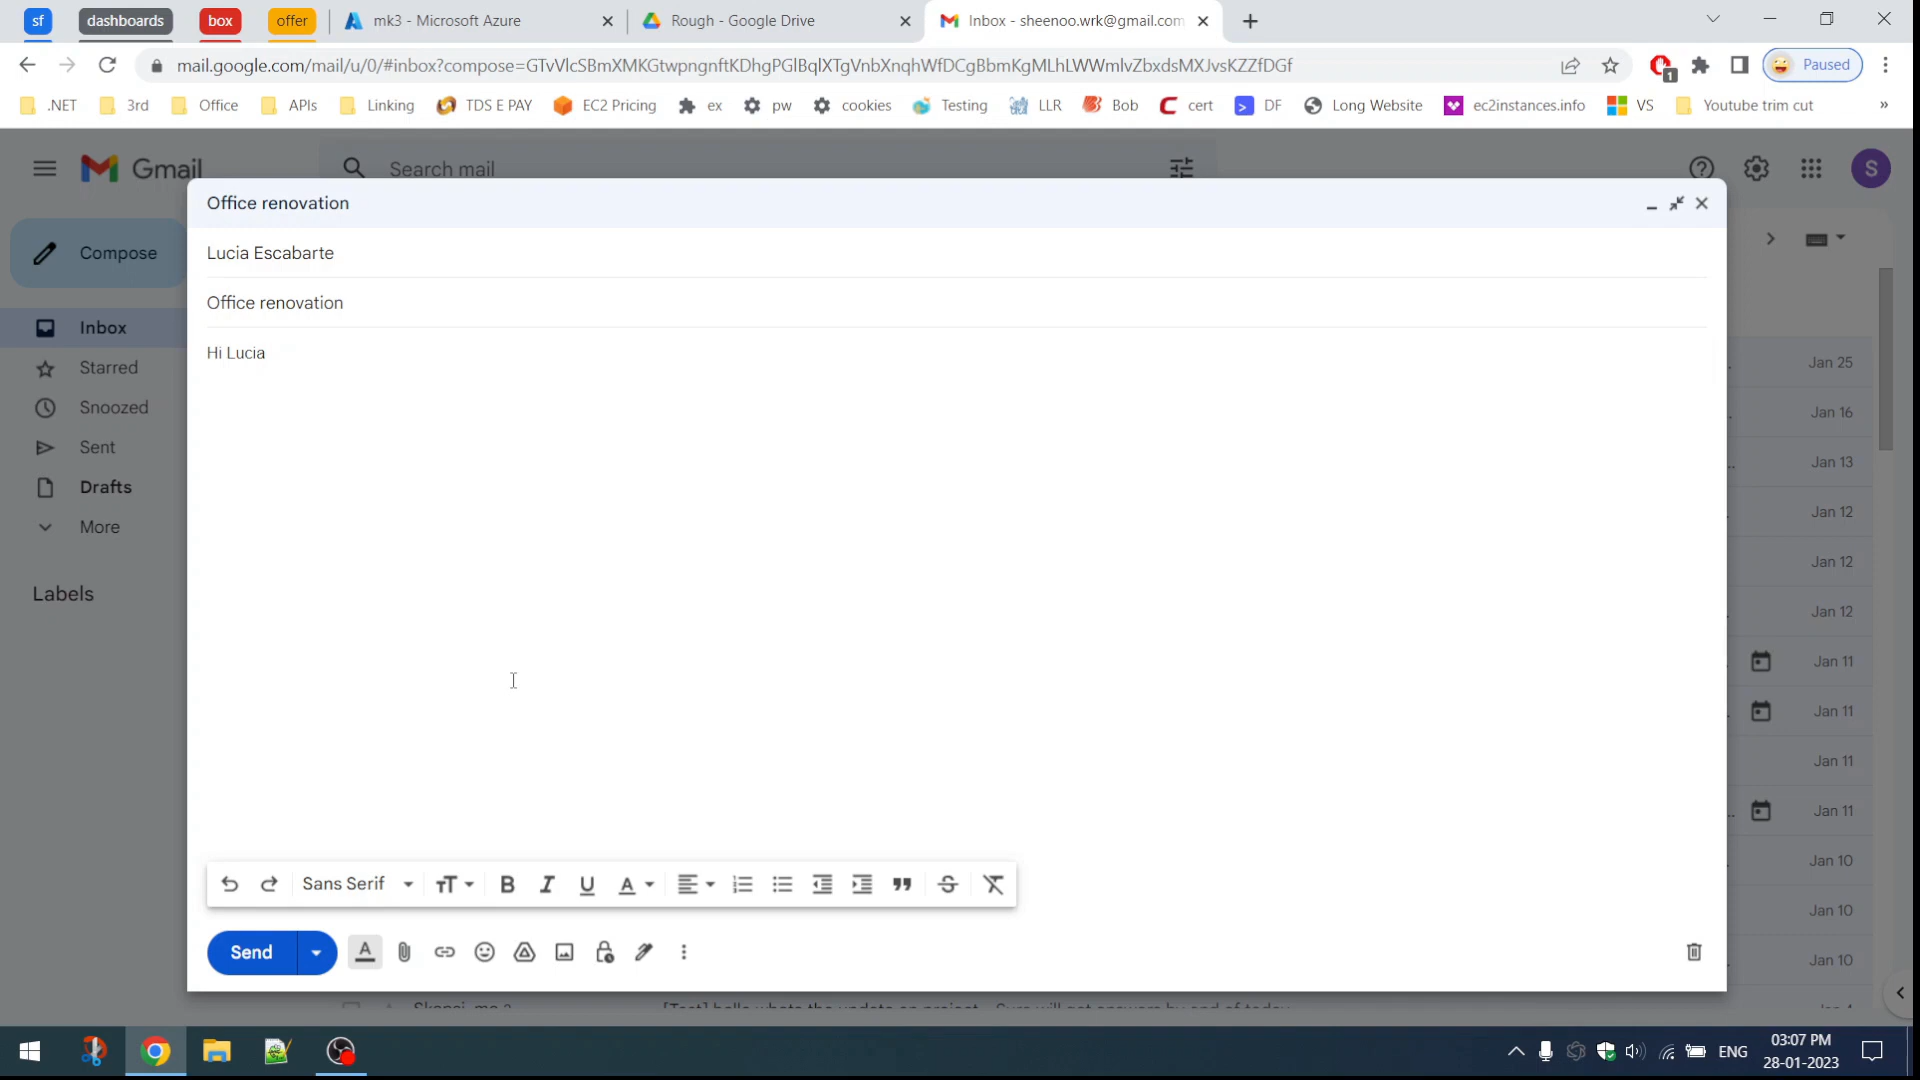 sf
dashboards
box
offer
mk3 - Microsoft Azure
Rough - Google Drive
Inbox - sheenoo.wrk@gmail.com
mail.google.com/mail/u/0/#inbox?compose=GTvVlcSBmXMKGtwpngnftKDhgPGlBqlXTgVnbXnqhWfDCgBbmKgMLhLWWmlvZbxdsMXJvsKZZfDGf
1
Paused
.NET
3rd
Office
APIs
Linking
TDS E PAY
EC2 Pricing
ex
pw
cookies
Testing
LLR
Bob
cert
DF
Long Website
ec2instances.info
VS
Youtube trim cut
»
Gmail
Search mail
S
Office renovation
Compose
Lucia Escabarte
Office renovation
Inbox
Hi Lucia
Jan 25
Starred
Snoozed
Jan 16
Sent
Jan 13
Drafts
Jan 12
More
Jan 12
Labels
Jan 12
Jan 11
Jan 11
Jan 11
Jan 11
Jan 10
Sans Serif
Jan 10
Send
Jan 10
ENG
03:07 PM
28-01-2023